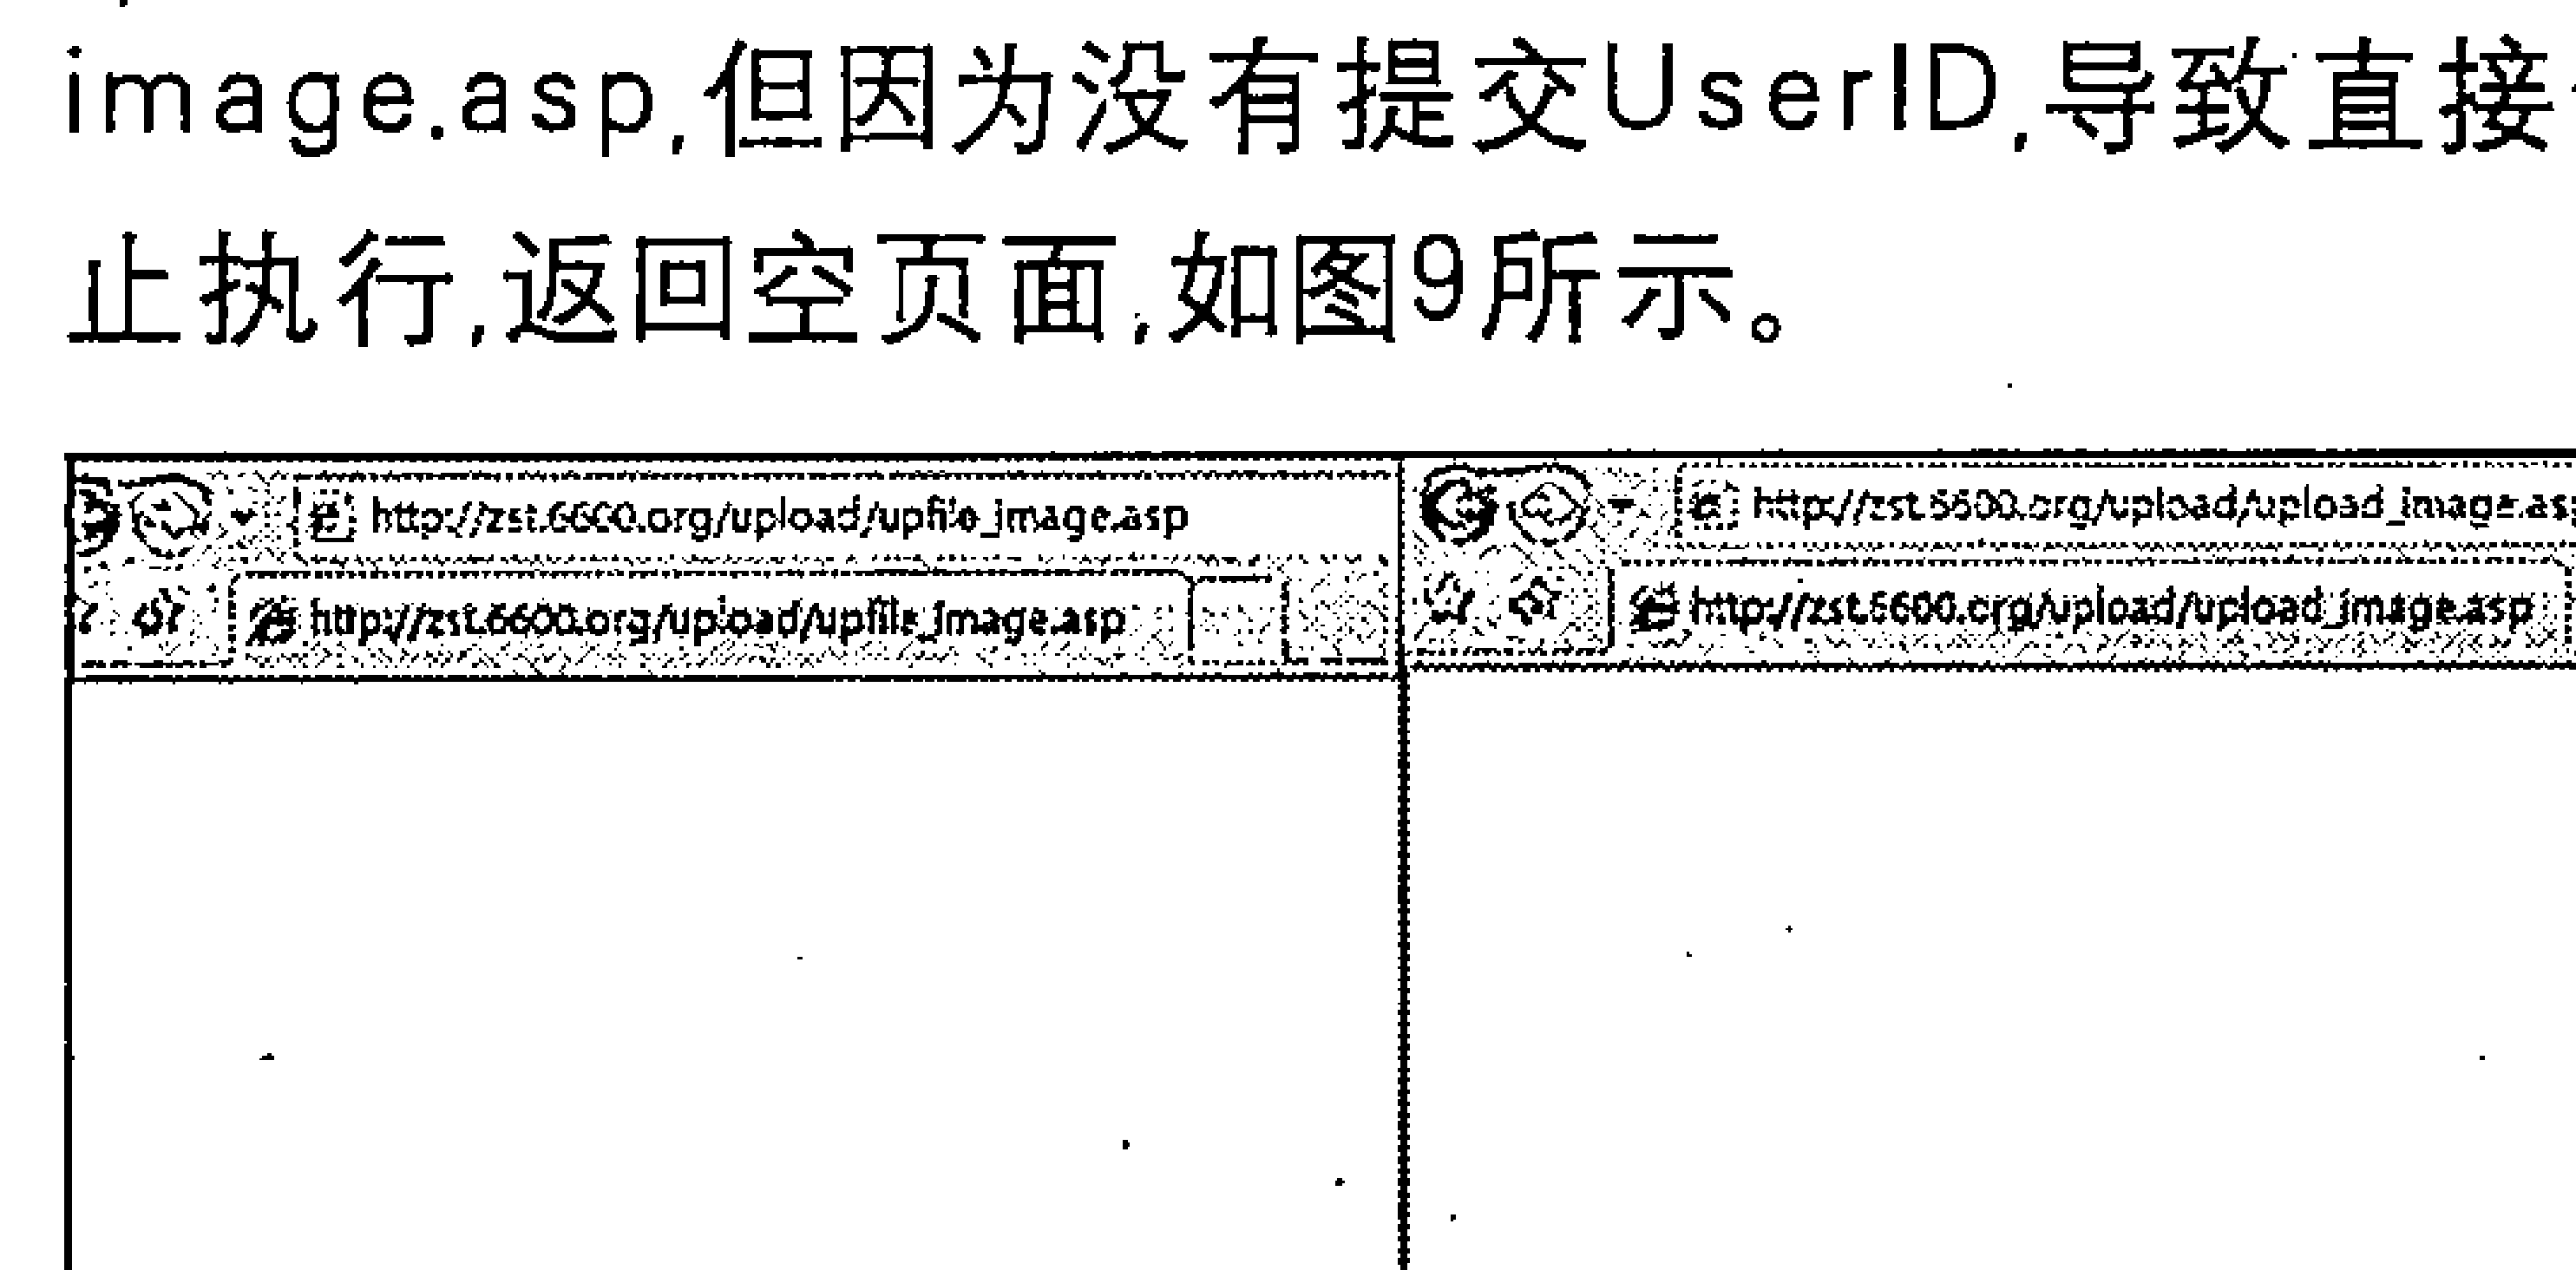 image.asp,但因为没有提交UserID,导致直接
止执行,返回空页面,如图9所示。
http://zst.6600.org/upload/upfile_image.asp
http://zst.6600.org/upload/upload_image.as
http://zst.6600.org/upload/upfile_image.asp
http://zst.6600.org/upload/upload_image.asp